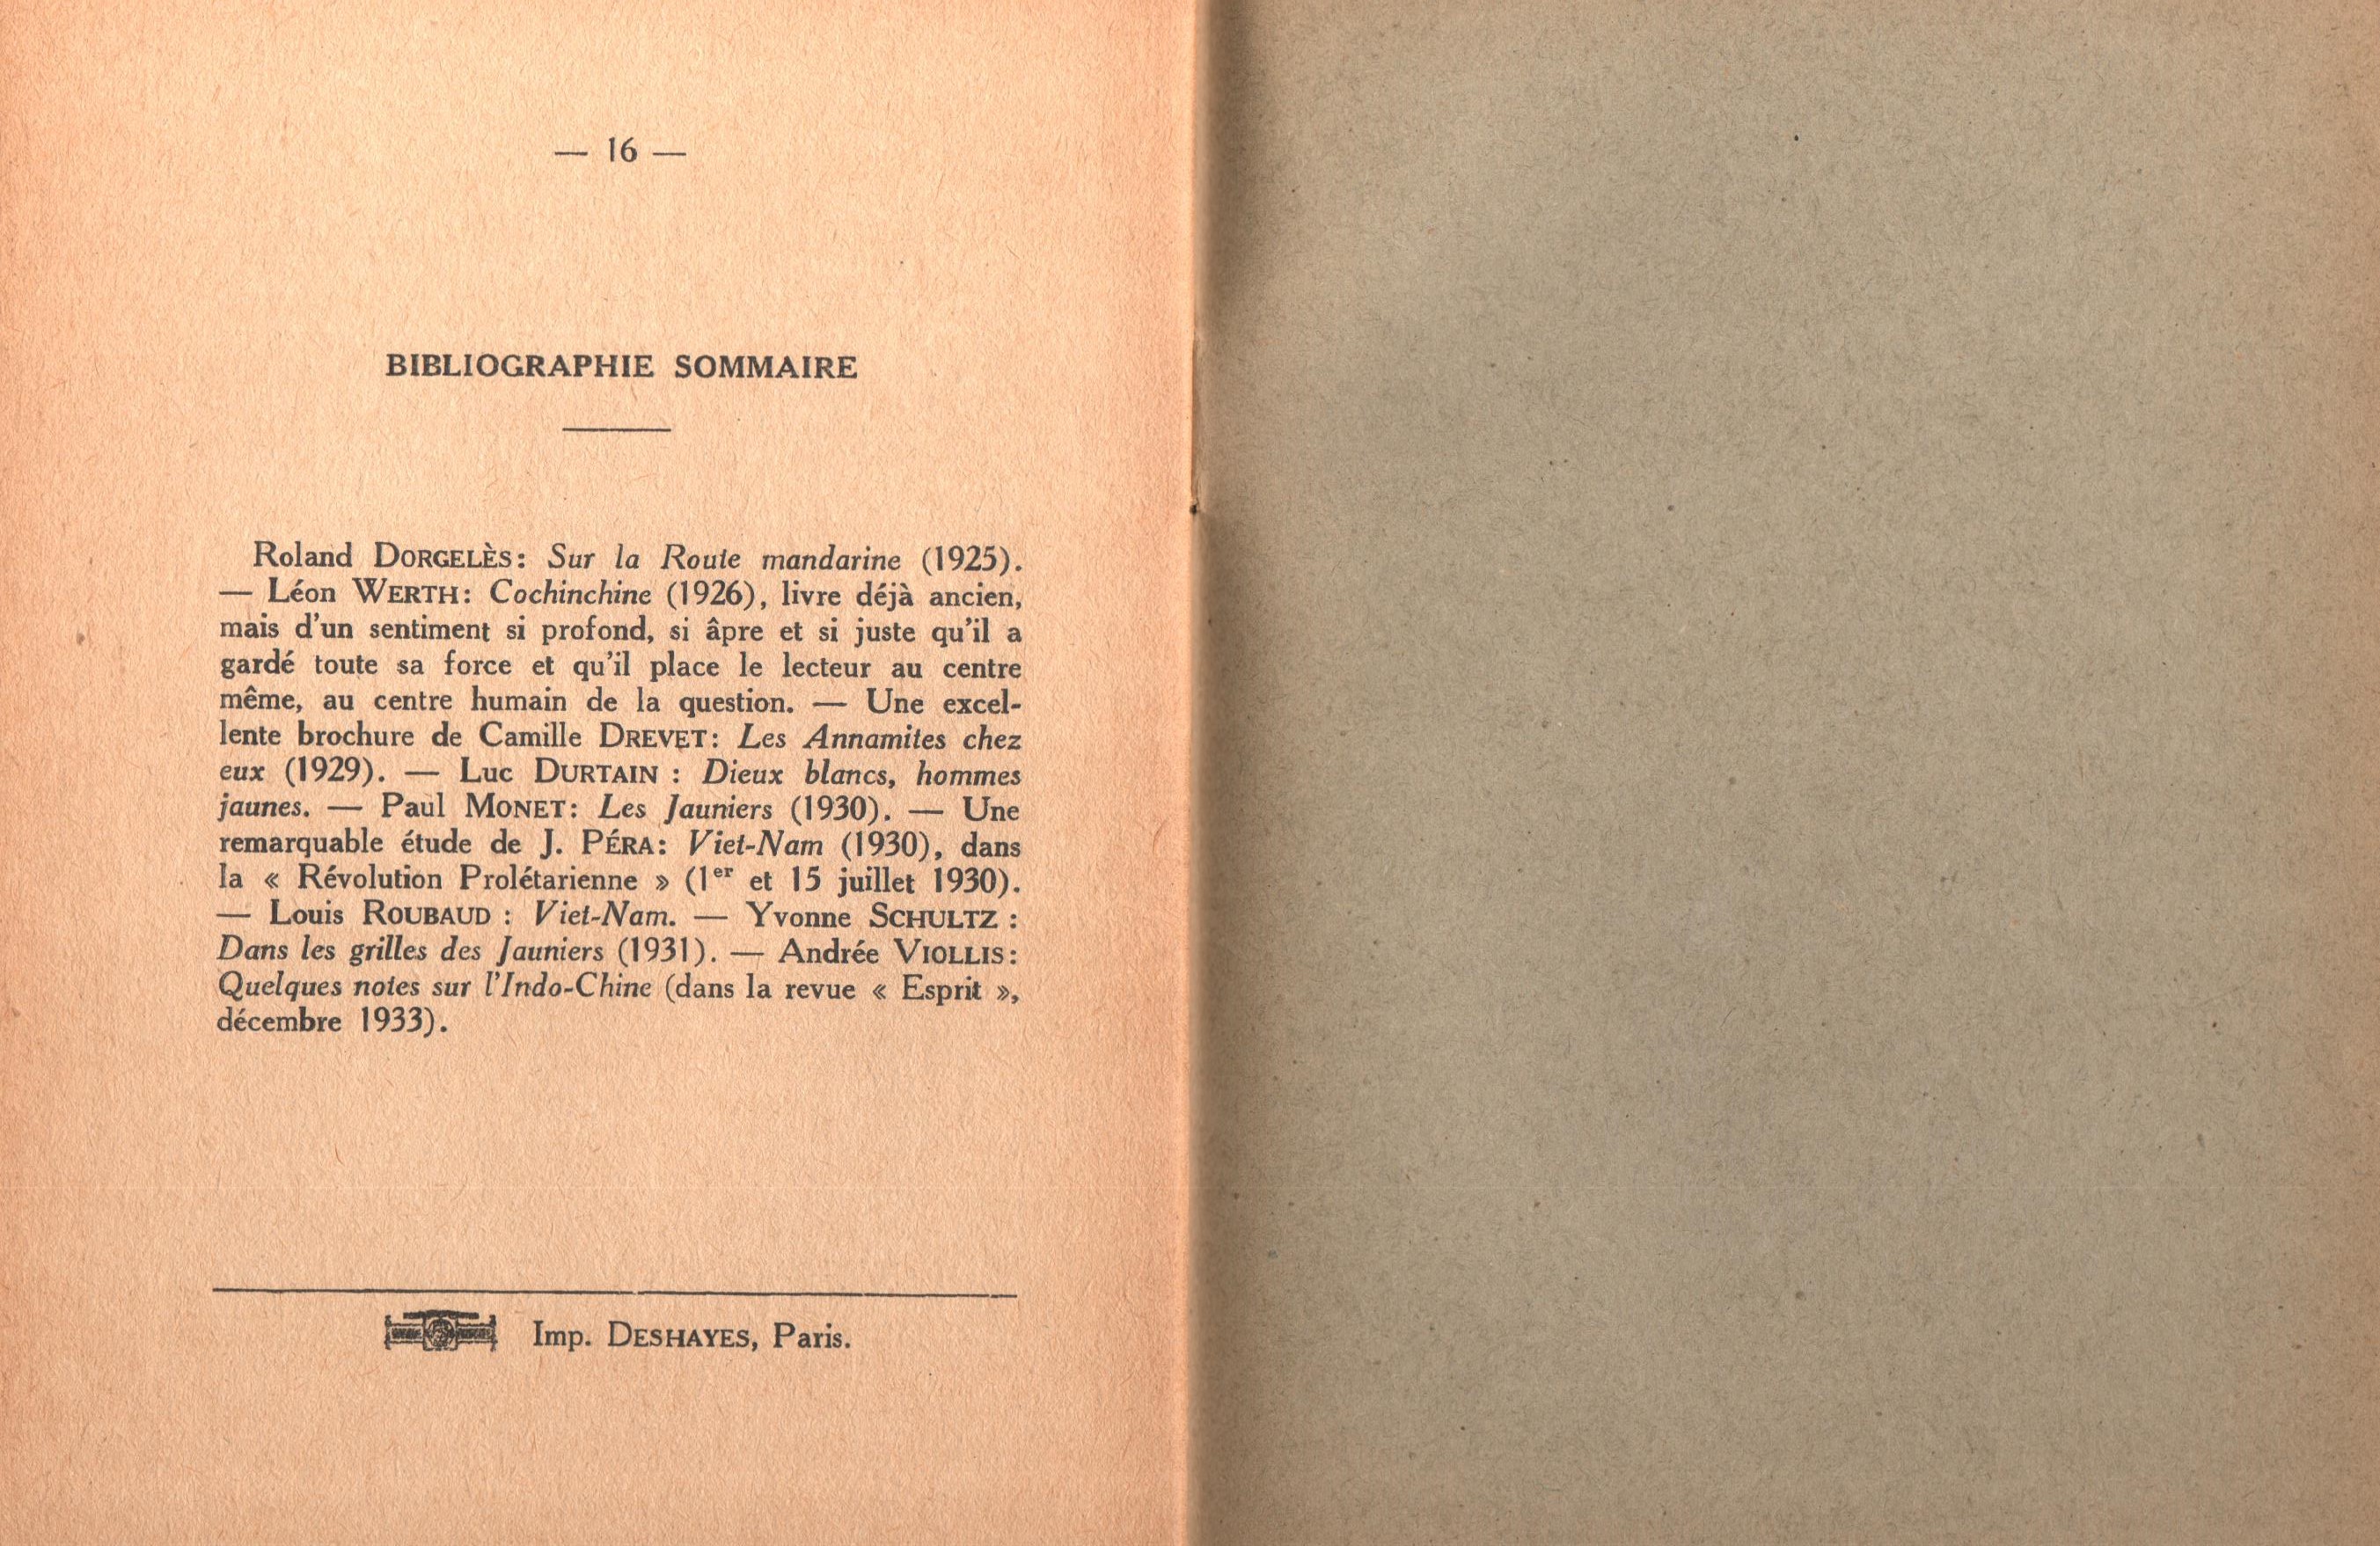 — 16 —
BIBLIOGRAPHIE SOMMAIRE
Roland DORGELÈS: Sur la Route mandarine (1925).
— Léon WERTH: Cochinchine (1926), livre déjà ancien,
mais d'un sentiment si profond, si âpre et si juste qu'il a
gardé toute sa force et qu'il place le lecteur au centre
même, au centre humain de la question. — Une excel-
lente brochure de Camille DREVET: Les Annamites chez
eux (1929). — Luc DURTAIN : Dieux blancs, hommes
jaunes. — Paul MONET: Les Jauniers (1930). — Une
remarquable étude de J. PÉRA: Viet-Nam (1930), dans
la « Révolution Prolétarienne » (1er et 15 juillet 1930).
— Louis ROUBAUD : Viet-Nam. — Yvonne SCHULTZ :
Dans les grilles des Jauniers (1931). — Andrée VIOLLIS:
Quelques notes sur l'Indo-Chine (dans la revue « Esprit »,
décembre 1933).
Imp. DESHAYES, Paris.